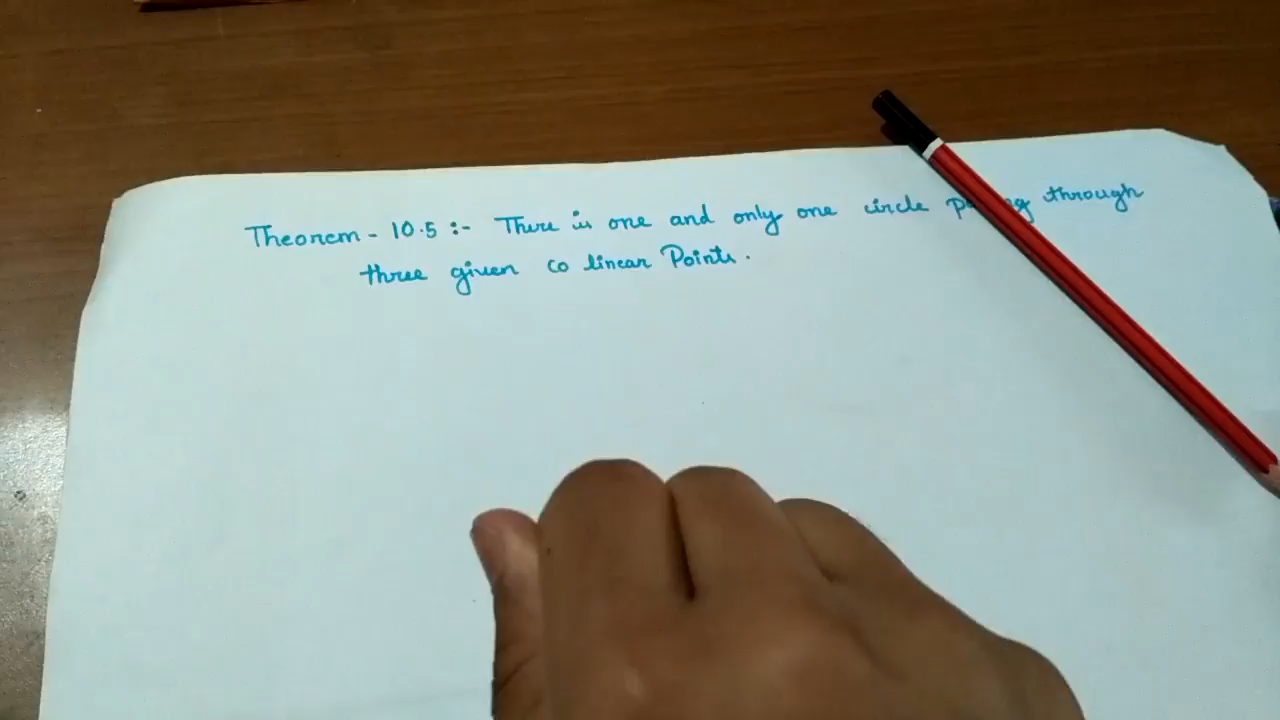 Theorem - 10.5 :- There is one and only one circle through
three given co linear Points.